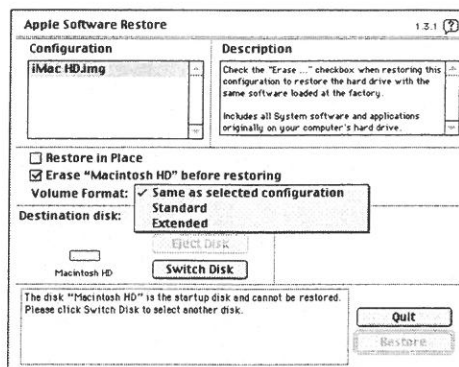 Apple Software Restore
1.3.1 ?
Configuration
iMac HD.img
Description
Check the "Erase ..." checkbox when restoring this
configuration to restore the hard drive with the
same software loaded at the factory.
Includes all System software and applications
originally on your computer's hard drive.
Restore in Place
Erase "Macintosh HD" before restoring
Volume Format: ✓ Same as selected configuration
Standard
Extended
Destination disk:
Eject Disk
Macintosh HD
Switch Disk
The disk "Macintosh HD" is the startup disk and cannot be restored.
Please click Switch Disk to select another disk.
Quit
Restore